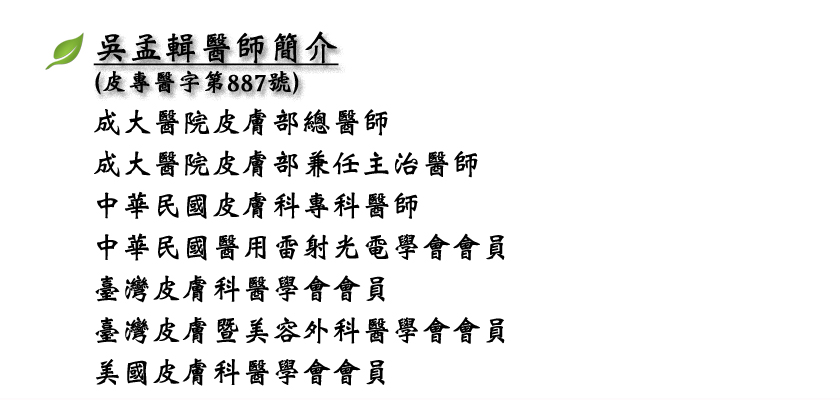 吳孟輯醫師簡介
(皮專醫字第887號)
成大醫院皮膚部總醫師
成大醫院皮膚部兼任主治醫師
中華民國皮膚科專科醫師
中華民國醫用雷射光電學會會員
臺灣皮膚科醫學會會員
臺灣皮膚暨美容外科醫學會會員
美國皮膚科醫學會會員